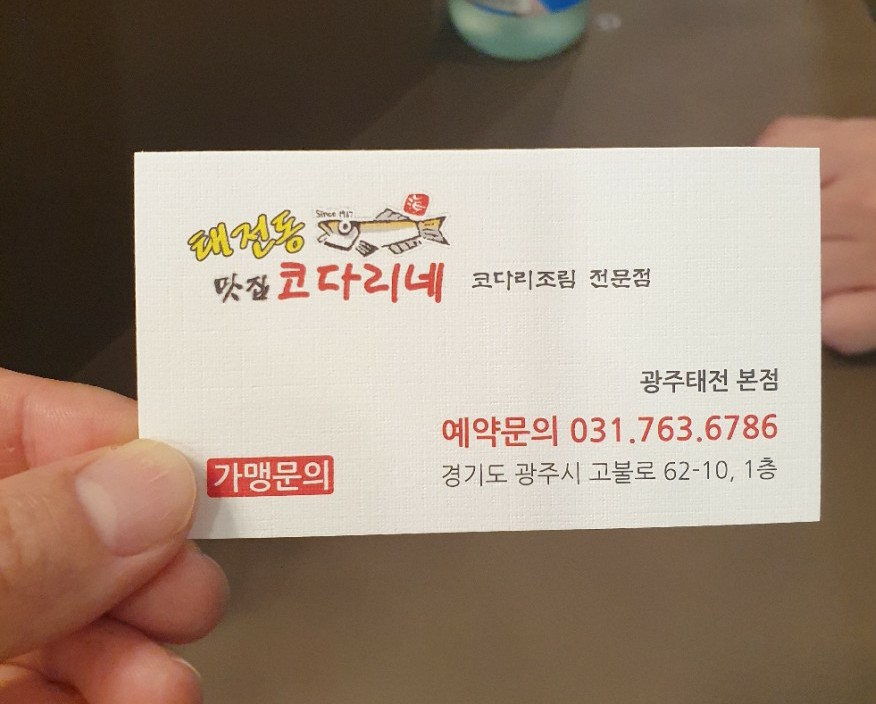 태전동
Since 1967
맛집 코다리네
코다리조림 전문점
광주태전 본점
예약문의 031.763.6786
가맹문의
경기도 광주시 고불로 62-10, 1층